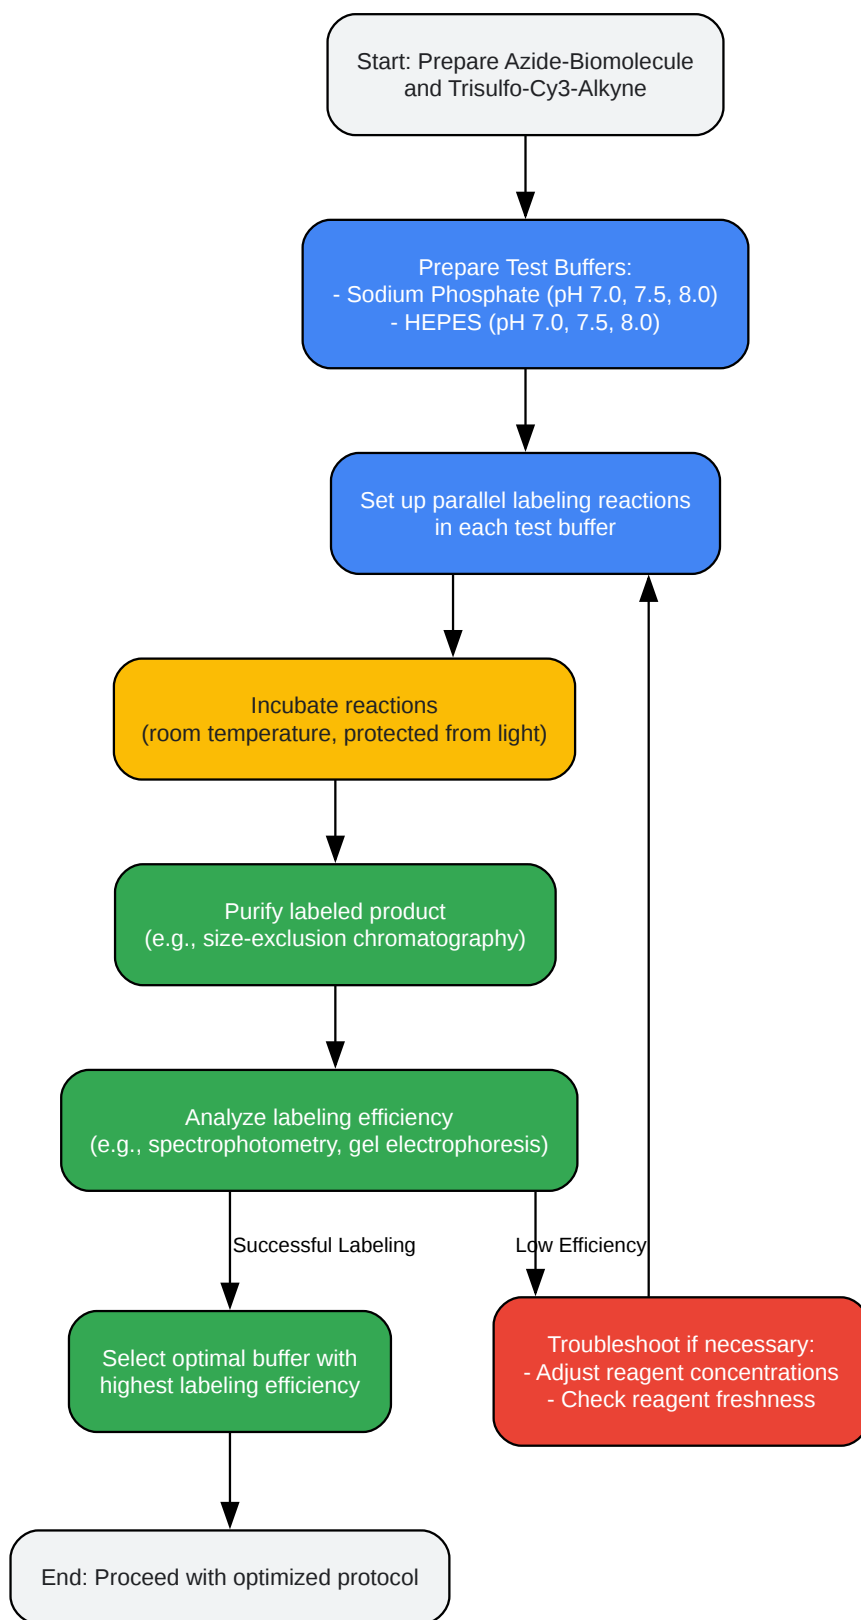 Start: Prepare Azide-Biomolecule
and Trisulfo-Cy3-Alkyne
Prepare Test Buffers:
- Sodium Phosphate (pH 7.0, 7.5, 8.0)
- HEPES (pH 7.0, 7.5, 8.0)
Set up parallel labeling reactions
in each test buffer
Incubate reactions
(room temperature, protected from light)
Purify labeled product
(e.g., size-exclusion chromatography)
Analyze labeling efficiency
(e.g., spectrophotometry, gel electrophoresis)
Successful Labeling
Low Efficiency
Select optimal buffer with
highest labeling efficiency
Troubleshoot if necessary:
- Adjust reagent concentrations
- Check reagent freshness
End: Proceed with optimized protocol